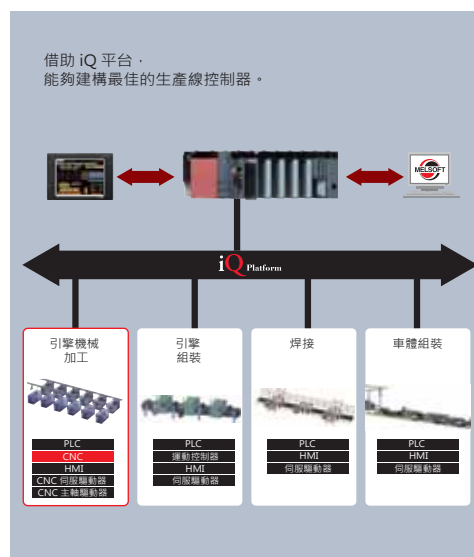 借助 iQ 平台，
能夠建構最佳的生產線控制器。
MELSOFT
iQ Platform
引擎機械
加工
PLC
CNC
HMI
CNC 伺服驅動器
CNC 主軸驅動器
引擎
組裝
PLC
運動控制器
HMI
伺服驅動器
焊接
PLC
HMI
伺服驅動器
車體組裝
PLC
HMI
伺服驅動器